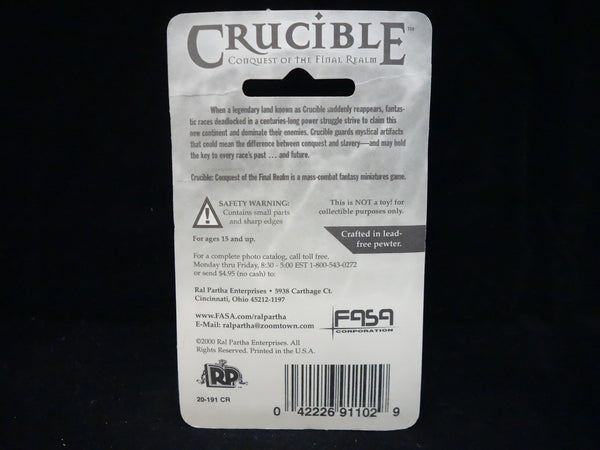 CRUCIBLE™
CONQUEST OF THE FINAL REALM
When a legendary land known as Crucible suddenly reappears, fantas-
tic races deadlocked in a centuries-long power struggle strive to claim this
new continent and dominate their enemies. Crucible guards mystical artifacts
that could mean the difference between conquest and slavery—and may hold
the key to every race's past ... and future.
Crucible: Conquest of the Final Realm is a mass-combat fantasy miniatures game.
SAFETY WARNING:
Contains small parts
and sharp edges
This is NOT a toy! for
collectible purposes only.
For ages 15 and up.
Crafted in lead-
free pewter.
For a complete photo catalog, call toll free.
Monday thru Friday, 8:30 - 5:00 EST 1-800-543-0272
or send $4.95 (no cash) to:
Ral Partha Enterprises • 5938 Carthage Ct.
Cincinnati, Ohio 45212-1197
www.FASA.com/ralpartha
E-Mail: ralpartha@zoomtown.com
FASA
CORPORATION
©2000 Ral Partha Enterprises. All
Rights Reserved. Printed in the U.S.A.
RP™
20-191 CR
0 42226 91102 9